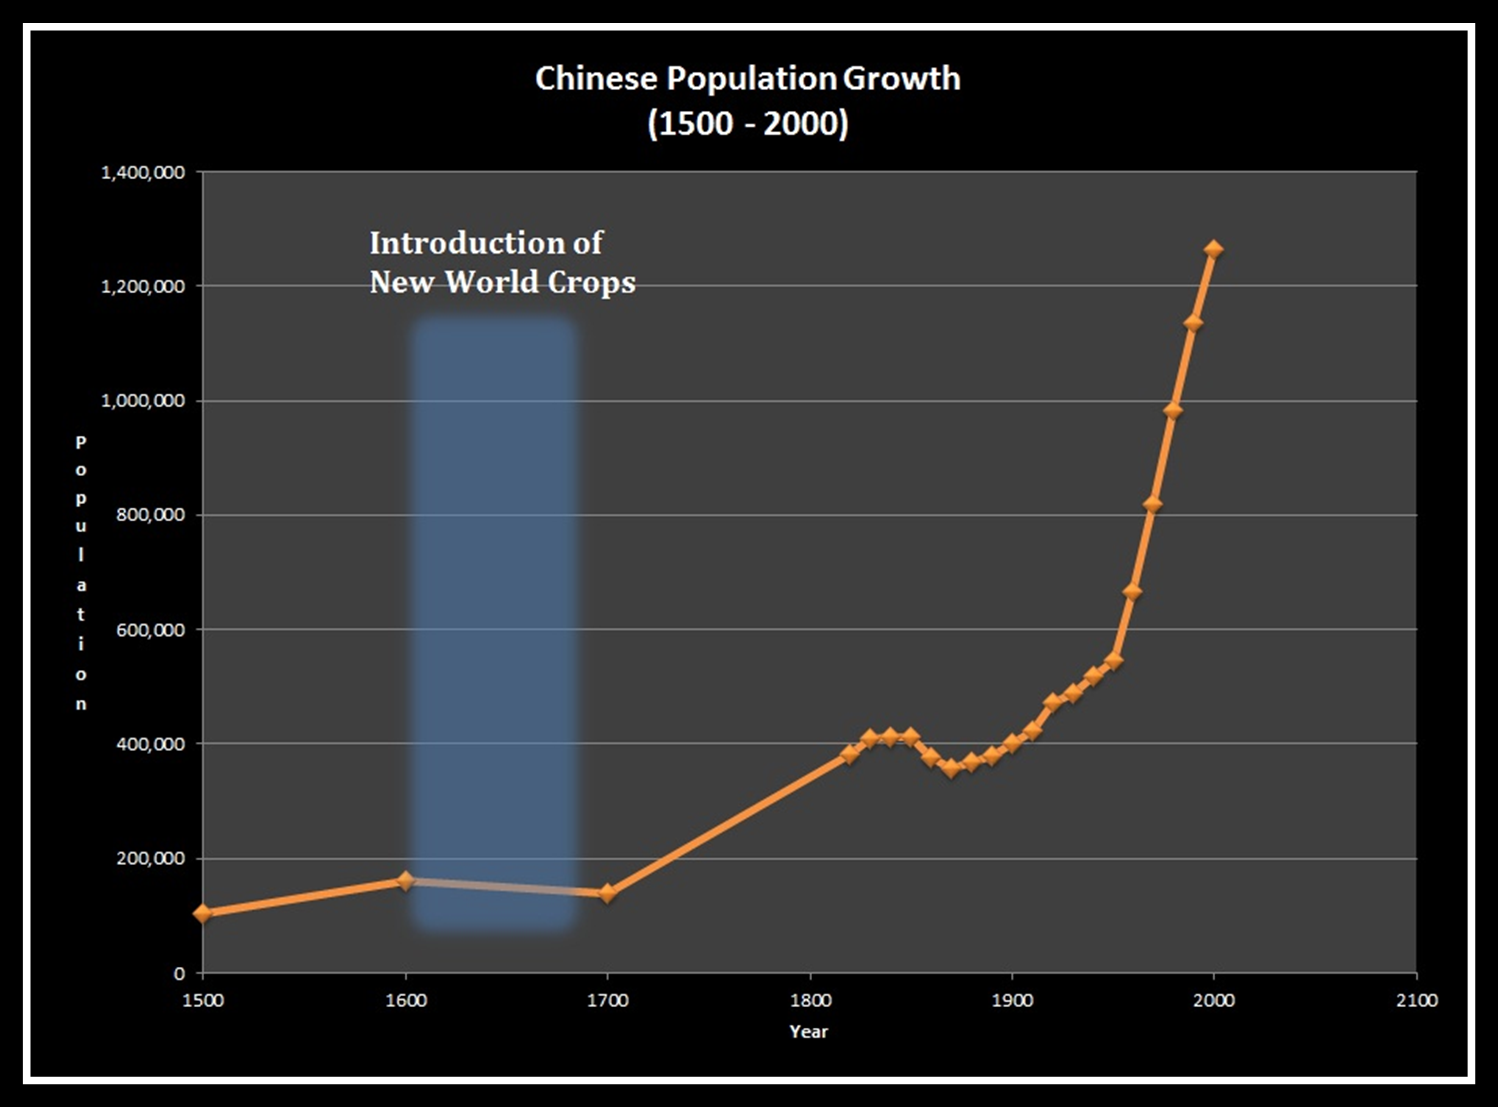 Chinese Population Growth
(1500 - 2000)
1,400,000
Introduction of
New World Crops
1,200,000
1,000,000
800,000
600,000
400,000
200,000
0
Population
1500 1600 1700 1800 1900 2000 2100
Year